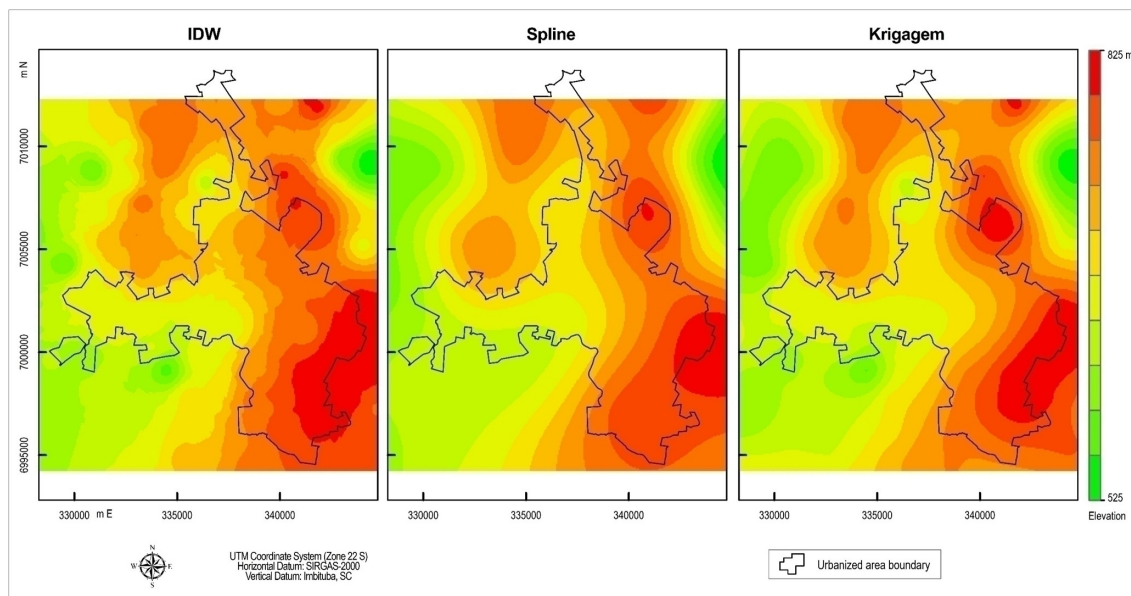 IDW
Spline
Krigagem
m N
7010000
7005000
7000000
6995000
330000 m E 335000 340000
330000 335000 340000
330000 335000 340000
825 m
525
Elevation
N
W E
S
UTM Coordinate System (Zone 22 S)
Horizontal Datum: SIRGAS-2000
Vertical Datum: Imbituba, SC
Urbanized area boundary